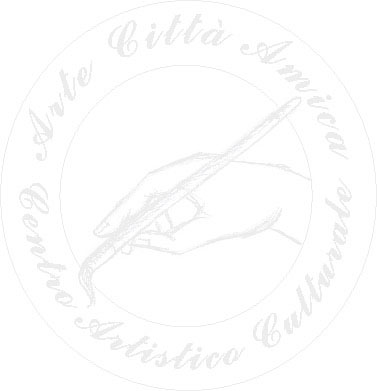 Arte Città Amica
Centro Artistico Culturale